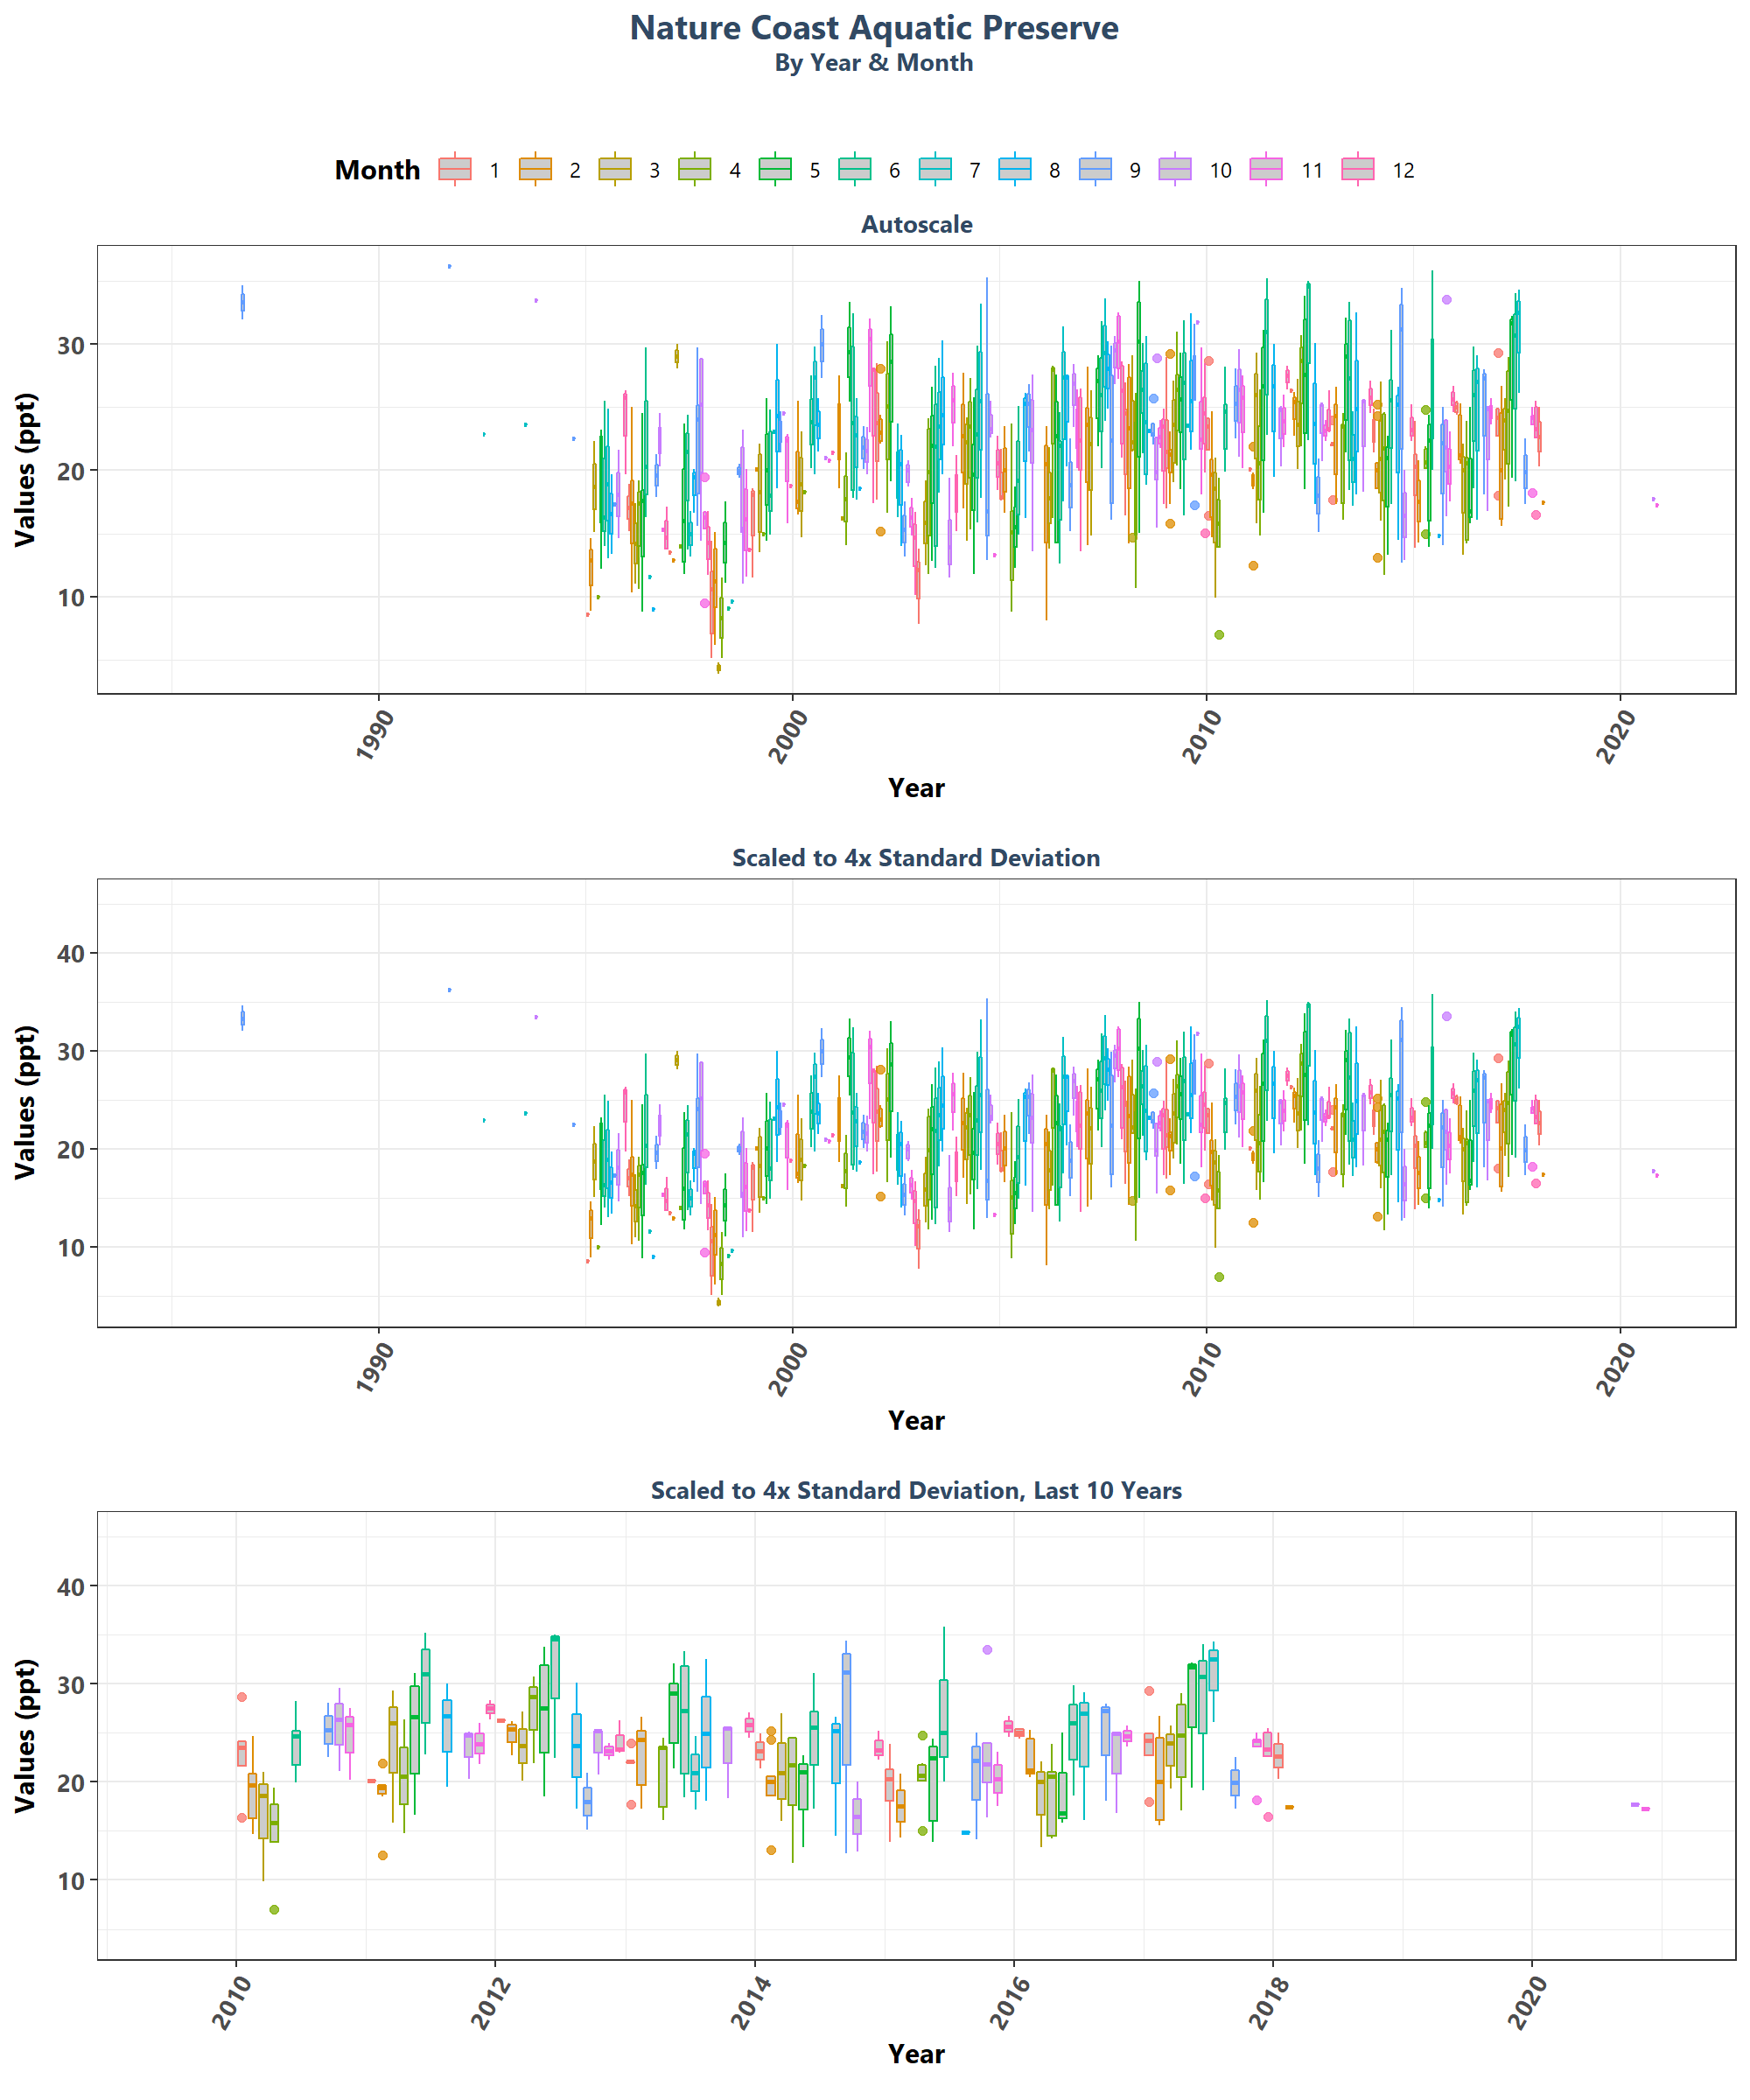 Nature Coast Aquatic Preserve
By Year & Month
Month 1 2 3 4 5 6 7 8 9 10 11 12
Autoscale
Values (ppt)
30
20
10
1990 2000 2010 2020
Year
Scaled to 4x Standard Deviation
Values (ppt)
40
30
20
10
1990 2000 2010 2020
Year
Scaled to 4x Standard Deviation, Last 10 Years
Values (ppt)
40
30
20
10
2010 2012 2014 2016 2018 2020
Year